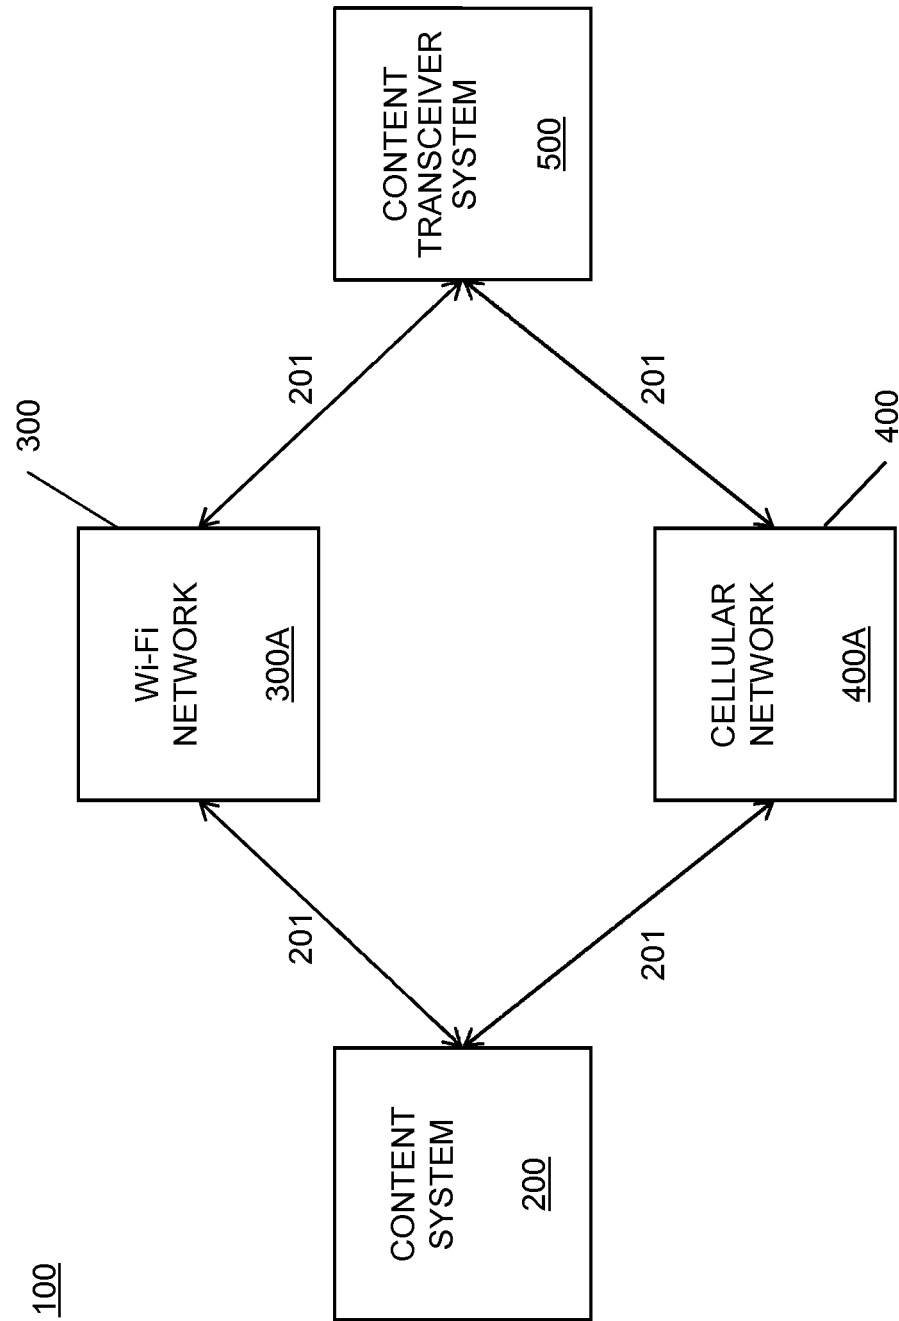 100
300
Wi-Fi
NETWORK
300A
201
201
CONTENT
SYSTEM
200
CONTENT
TRANSCEIVER
SYSTEM
500
201
201
CELLULAR
NETWORK
400A
400